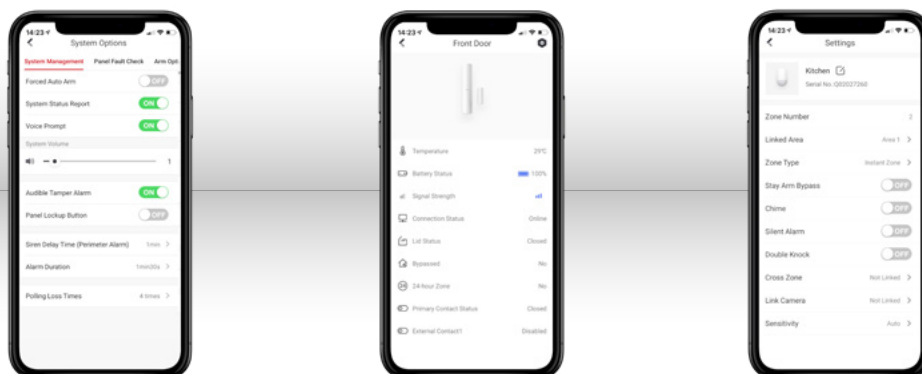 14:23
System Options
System Management Panel Fault Check Arm Opti
Forced Auto Arm OFF
System Status Report ON
Voice Prompt ON
System Volume
1
Audible Tamper Alarm ON
Panel Lockup Button OFF
Siren Delay Time (Perimeter Alarm) 1min >
Alarm Duration 1min30s >
Polling Loss Times 4 times >
14:23
Front Door
Temperature 29°C
Battery Status 100%
Signal Strength
Connection Status Online
Lid Status Closed
Bypassed No
24 24-hour Zone No
Primary Contact Status Closed
External Contact1 Disabled
14:23
Settings
Kitchen
Serial No. Q02027260
Zone Number 2
Linked Area Area 1 >
Zone Type Instant Zone >
Stay Arm Bypass OFF
Chime OFF
Silent Alarm OFF
Double Knock OFF
Cross Zone Not Linked >
Link Camera Not Linked >
Sensitivity Auto >